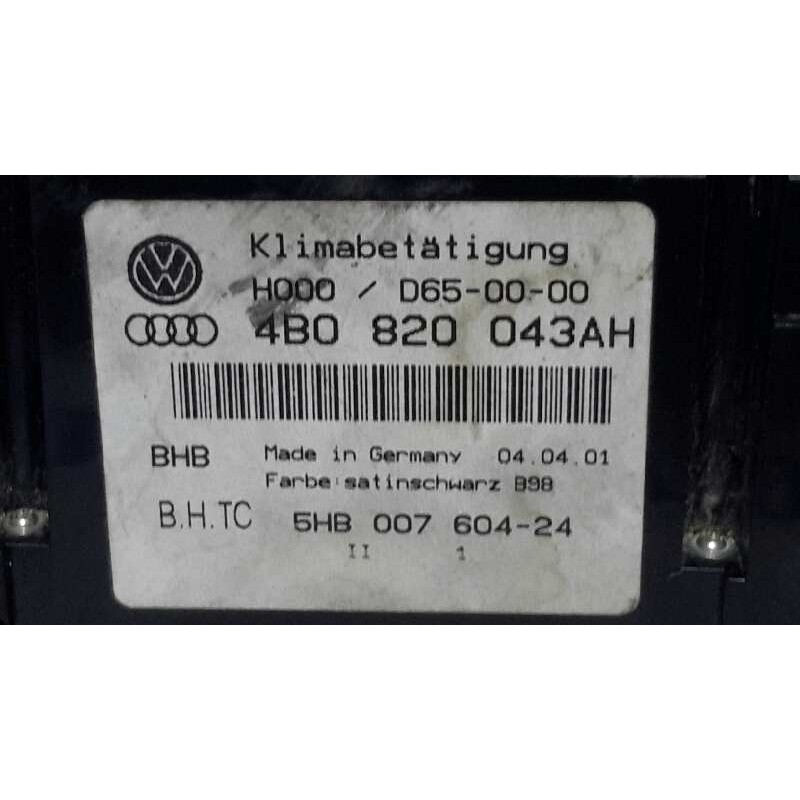 Klimabetätigung
H000 / D65-00-00
4B0 820 043AH
BHB Made in Germany 04.04.01
Farbe:satinschwarz B98
B.H.TC 5HB 007 604-24
II 1